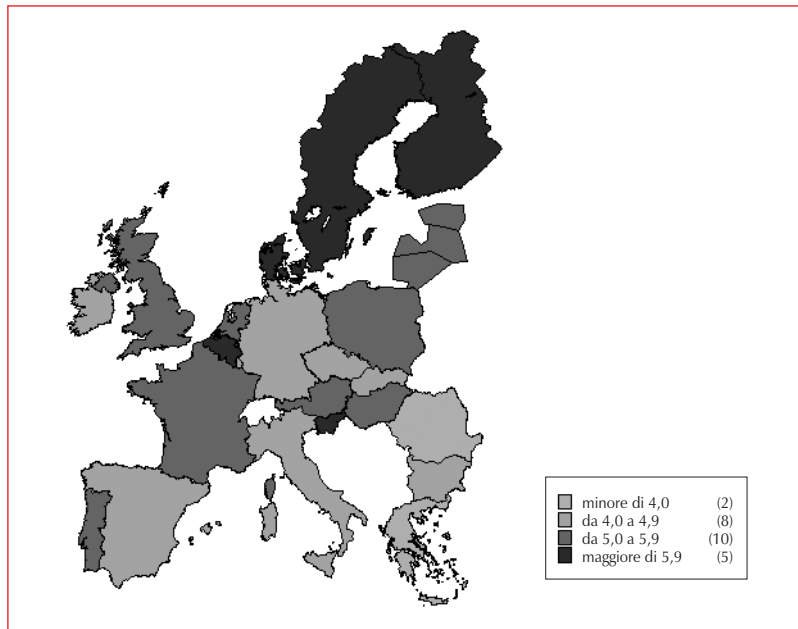 minore di 4,0 (2)
da 4,0 a 4,9 (8)
da 5,0 a 5,9 (10)
maggiore di 5,9 (5)